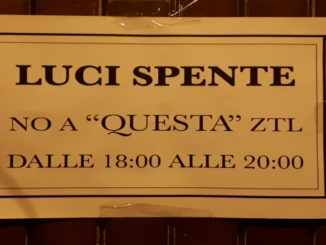 LUCI SPENTE
NO A “QUESTA” ZTL
DALLE 18:00 ALLE 20:00